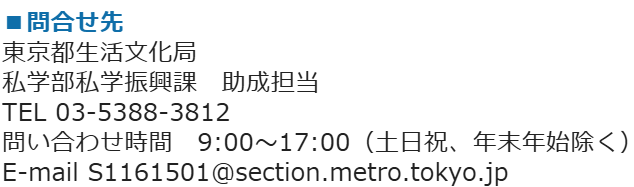 ■問合せ先
東京都生活文化局
私学部私学振興課　助成担当
TEL 03-5388-3812
問い合わせ時間　9:00～17:00（土日祝、年末年始除く）
E-mail S1161501@section.metro.tokyo.jp